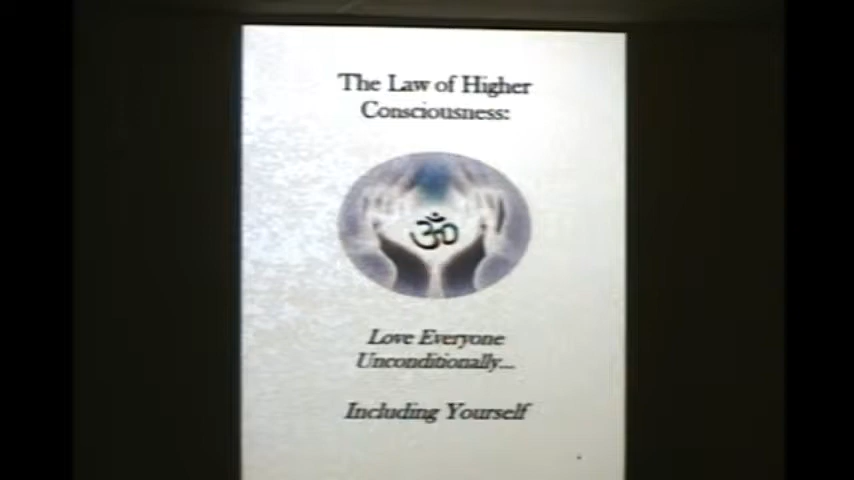 The Law of Higher
Consciousness:
ॐ
Love Everyone
Unconditionally...
Including Yourself